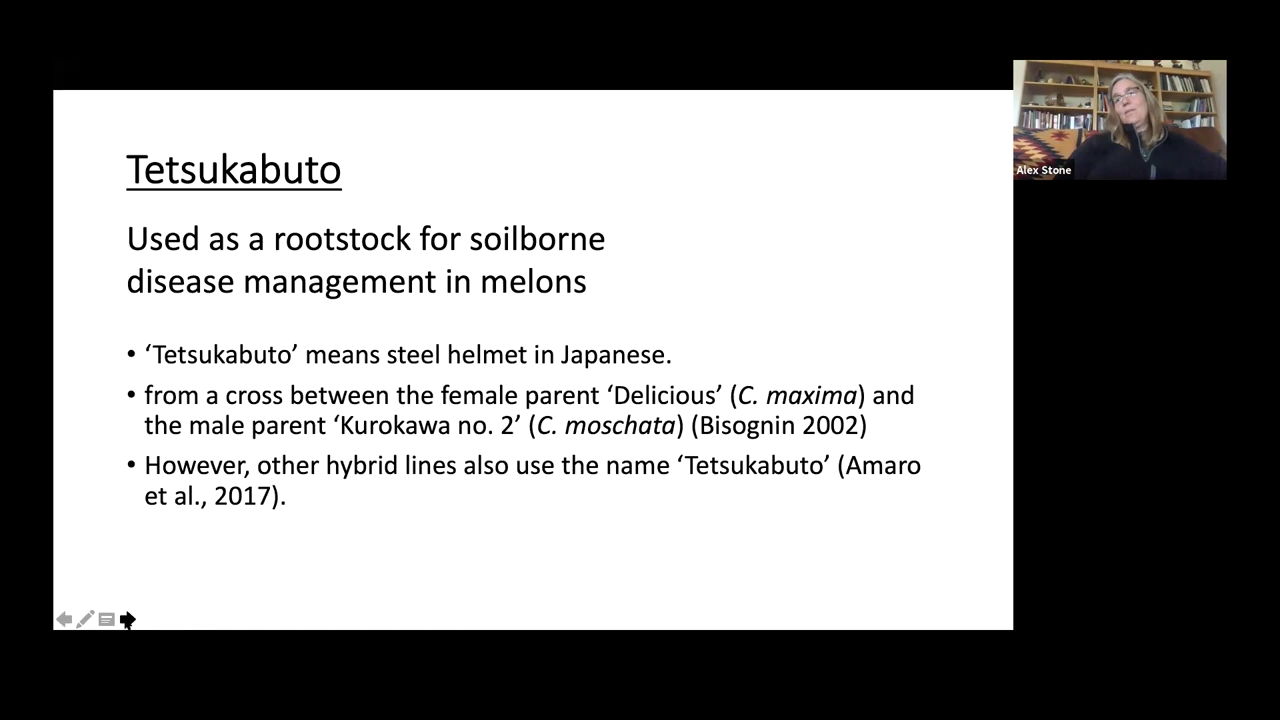 Tetsukabuto
Used as a rootstock for soilborne
disease management in melons
• ‘Tetsukabuto’ means steel helmet in Japanese.
• from a cross between the female parent ‘Delicious’ (C. maxima) and
the male parent ‘Kurokawa no. 2’ (C. moschata) (Bisognin 2002)
• However, other hybrid lines also use the name ‘Tetsukabuto’ (Amaro
et al., 2017).
Alex Stone